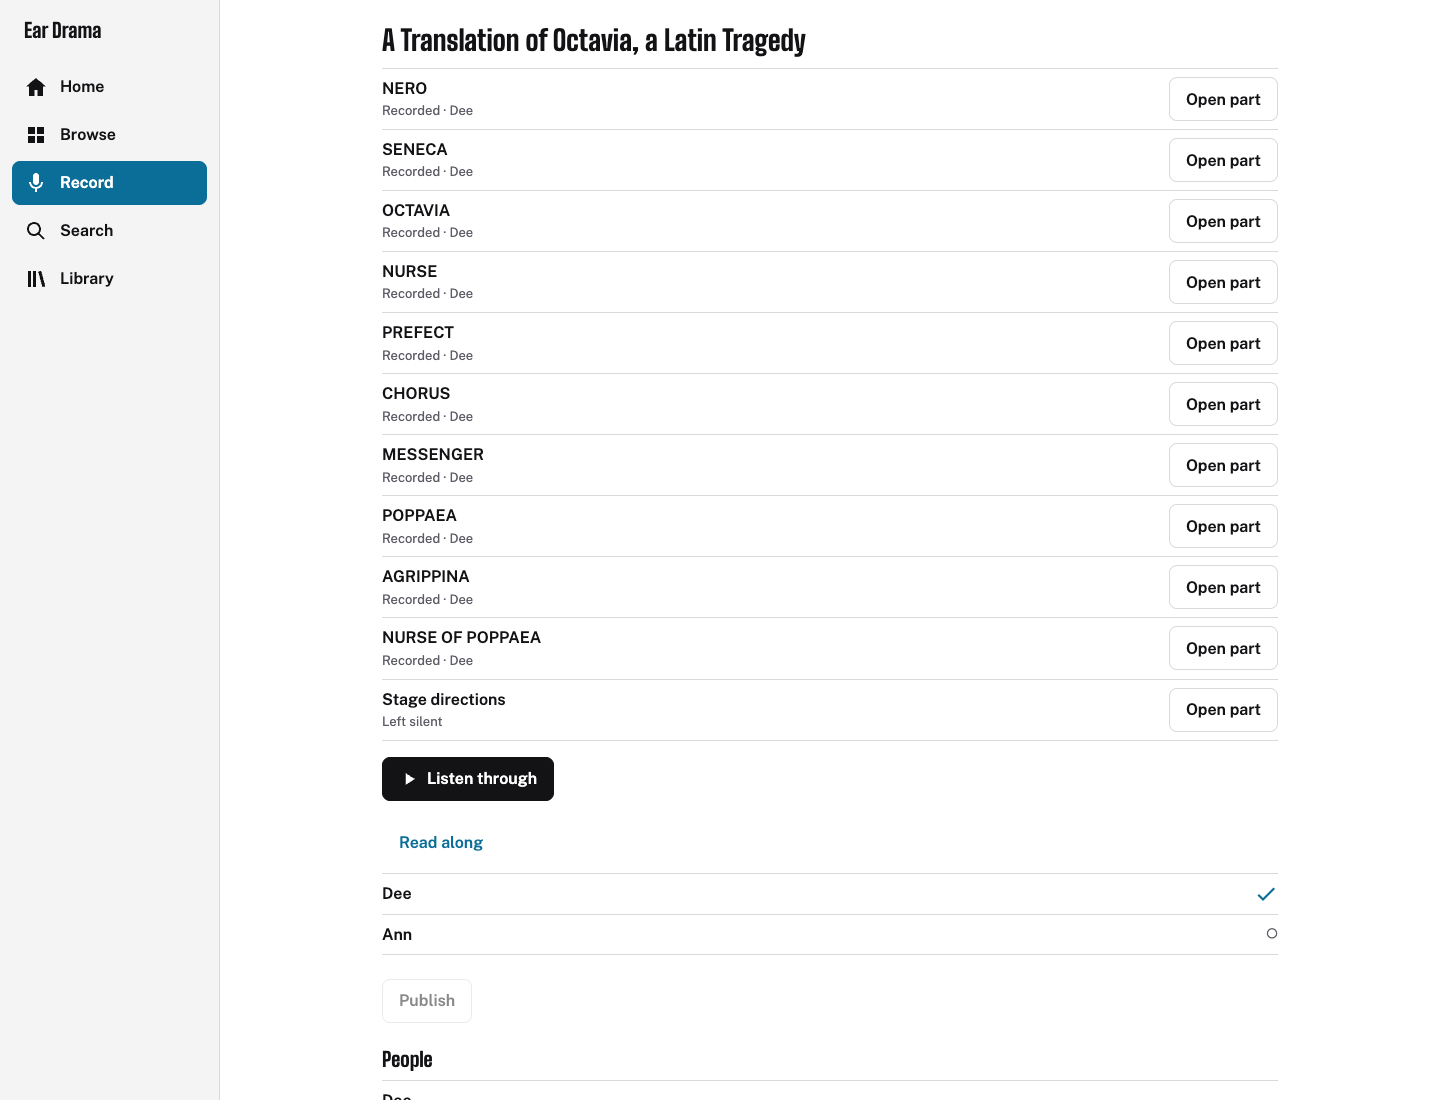 Ear Drama
Home
Browse
Record
Search
Library
A Translation of Octavia, a Latin Tragedy
NERO
Recorded · Dee
Open part
SENECA
Recorded · Dee
Open part
OCTAVIA
Recorded · Dee
Open part
NURSE
Recorded · Dee
Open part
PREFECT
Recorded · Dee
Open part
CHORUS
Recorded · Dee
Open part
MESSENGER
Recorded · Dee
Open part
POPPAEA
Recorded · Dee
Open part
AGRIPPINA
Recorded · Dee
Open part
NURSE OF POPPAEA
Recorded · Dee
Open part
Stage directions
Left silent
Open part
Listen through
Read along
Dee
Ann
Publish
People
Dee